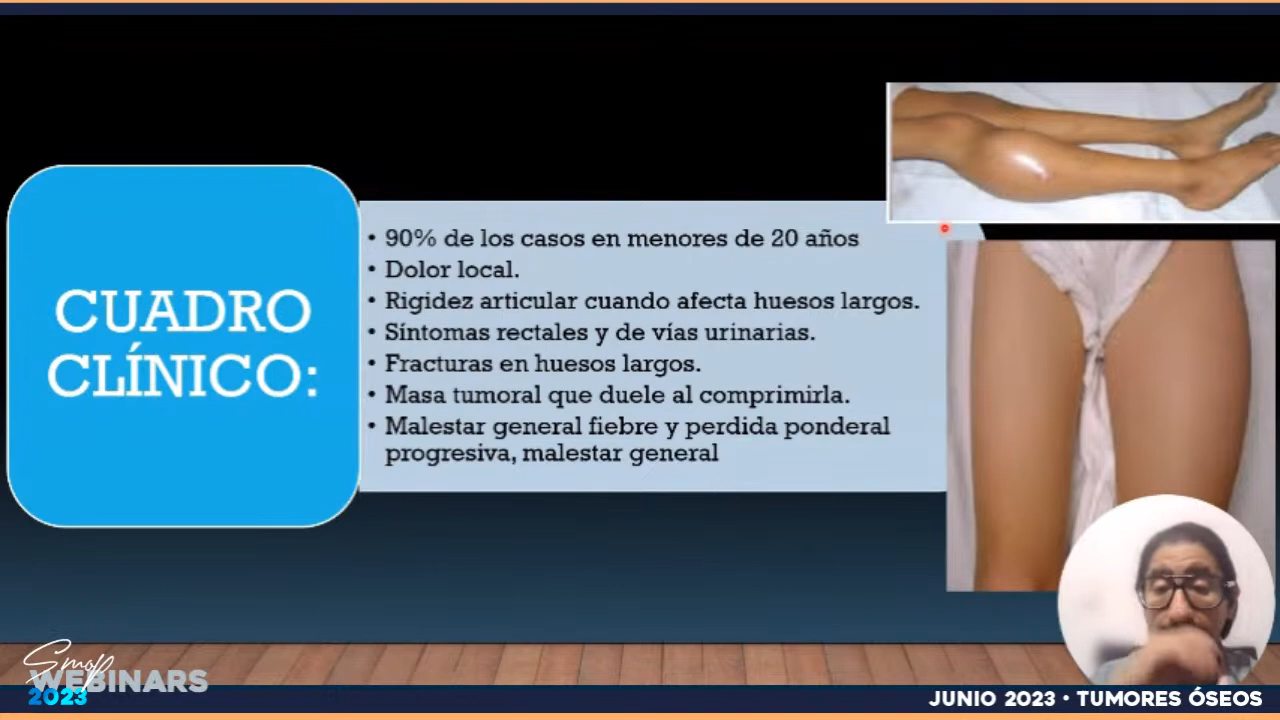 CUADRO
CLÍNICO:
• 90% de los casos en menores de 20 años
• Dolor local.
• Rigidez articular cuando afecta huesos largos.
• Síntomas rectales y de vías urinarias.
• Fracturas en huesos largos.
• Masa tumoral que duele al comprimirla.
• Malestar general fiebre y perdida ponderal
progresiva, malestar general
Smop
WEBINARS
2023
JUNIO 2023 • TUMORES ÓSEOS